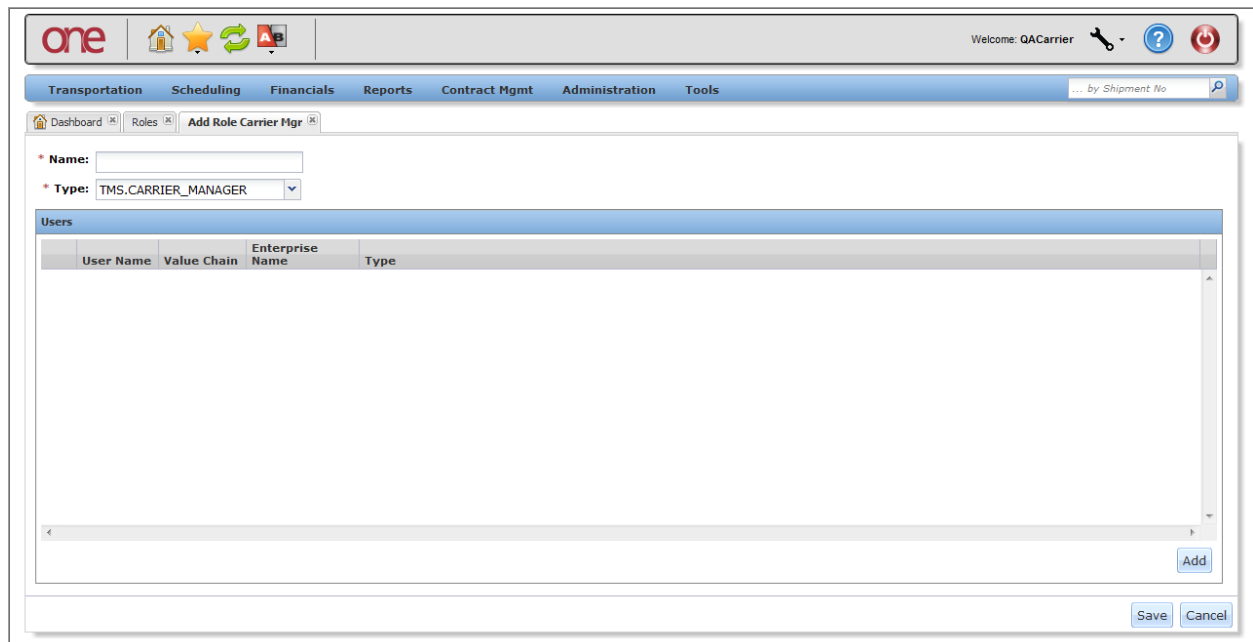 one
AB
Welcome: QACarrier
?
Transportation Scheduling Financials Reports Contract Mgmt Administration Tools
... by Shipment No
Dashboard Roles Add Role Carrier Mgr
* Name:
* Type: TMS.CARRIER_MANAGER
Users
User Name Value Chain Enterprise Name Type
Add
Save Cancel